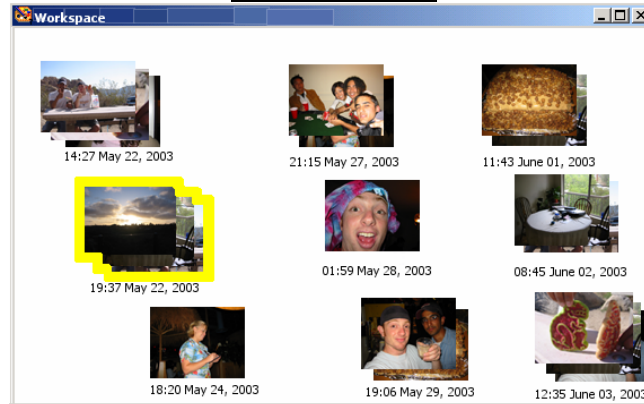 Workspace
14:27 May 22, 2003
21:15 May 27, 2003
11:43 June 01, 2003
19:37 May 22, 2003
01:59 May 28, 2003
08:45 June 02, 2003
18:20 May 24, 2003
19:06 May 29, 2003
12:35 June 03, 2003